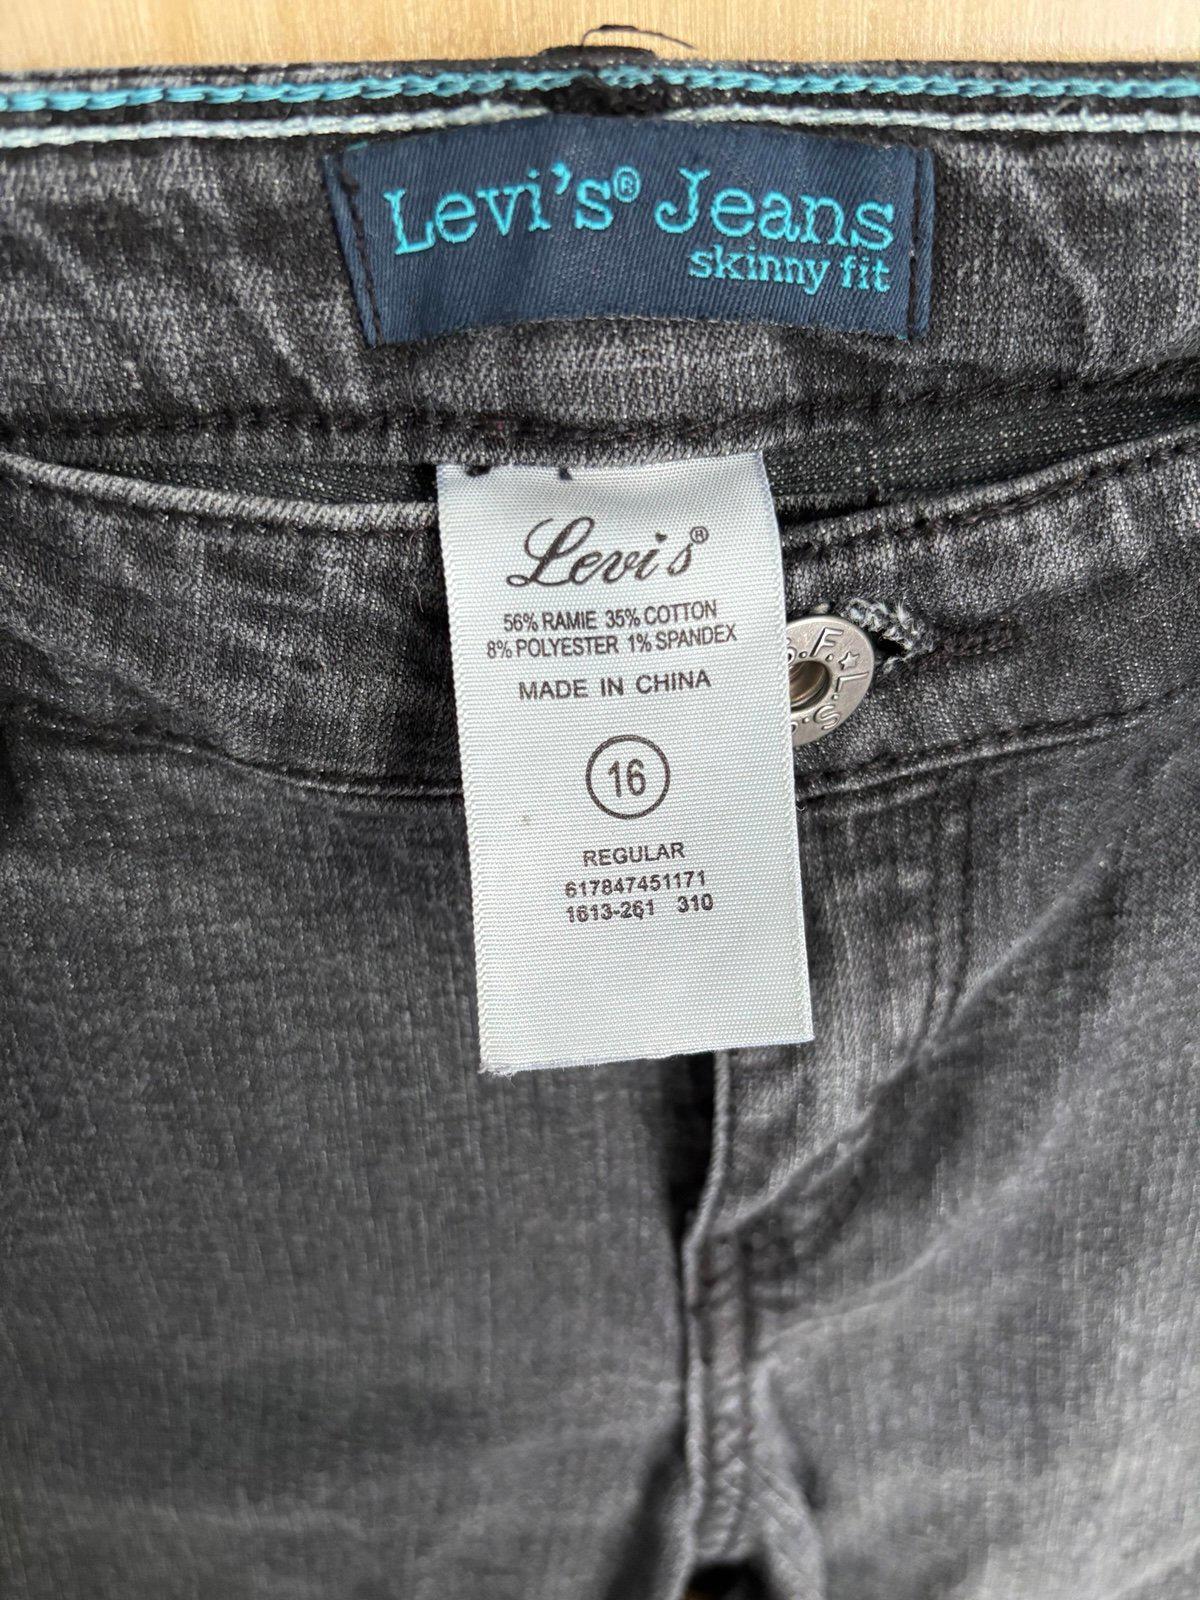 Levi's® Jeans
skinny fit
Levi's®
56% RAMIE 35% COTTON
8% POLYESTER 1% SPANDEX
MADE IN CHINA
16
REGULAR
617847451171
1613-261 310
S.F.
L.S